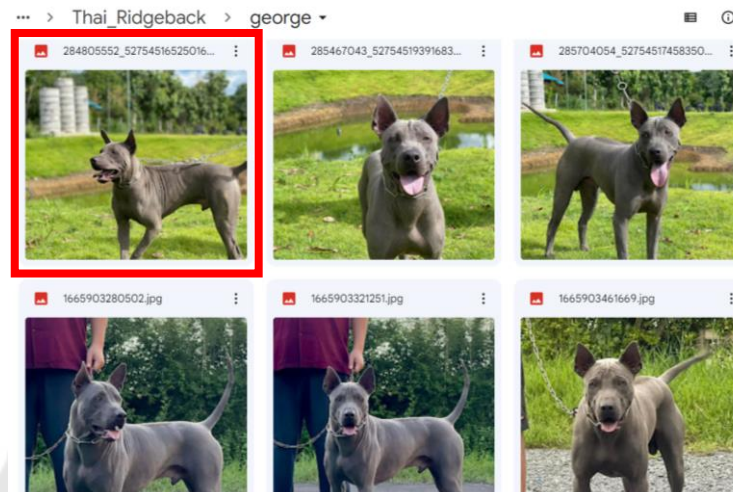 ... > Thai_Ridgeback > george
284805552_52754516525016...
285467043_52754519391683...
285704054_52754517458350...
1665903280502.jpg
1665903321251.jpg
1665903461669.jpg